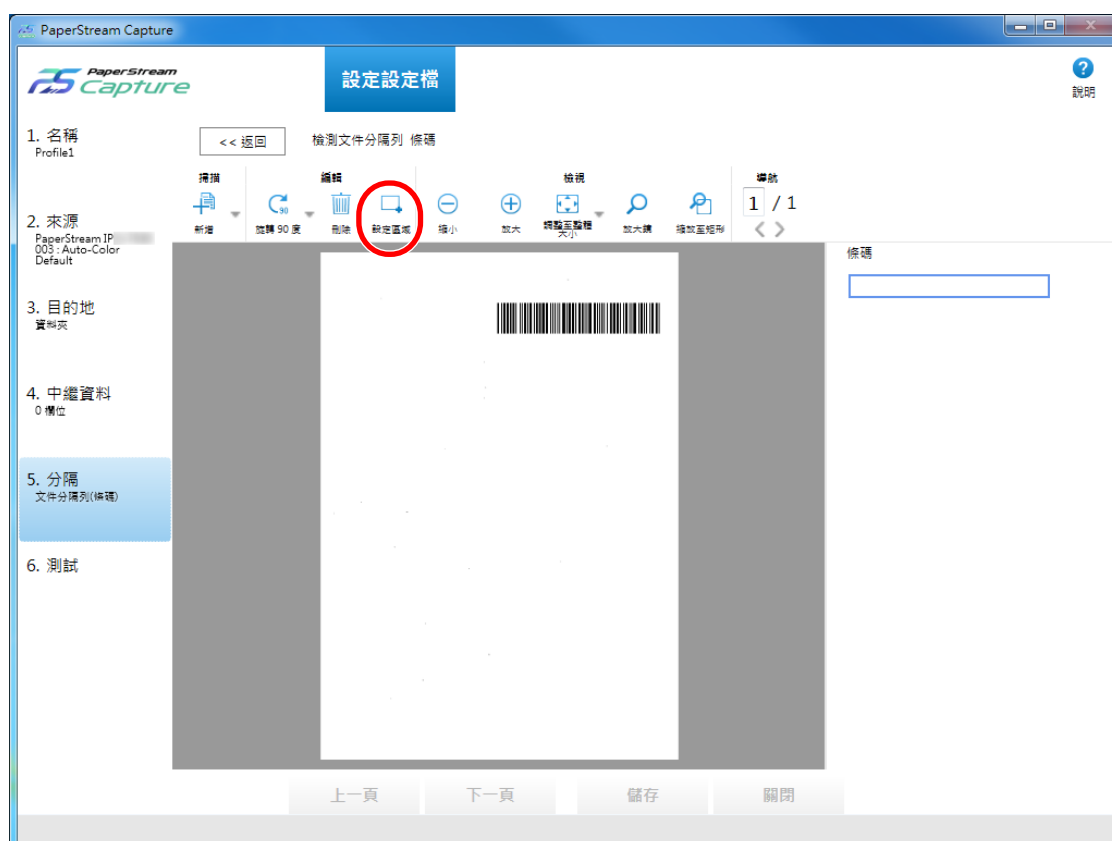 PaperStream Capture
PaperStream
Capture
設定設定檔
?
說明
1. 名稱
Profile1
<< 返回
檢測文件分隔列 條碼
掃描
編輯
檢視
導航
新增
90
旋轉 90 度
刪除
設定區域
縮小
放大
調整至整體大小
放大鏡
縮放至矩形
1 / 1
2. 來源
PaperStream IP
003 : Auto-Color
Default
條碼
3. 目的地
資料夾
4. 中繼資料
0 欄位
5. 分隔
文件分隔列(條碼)
6. 測試
上一頁
下一頁
儲存
關閉